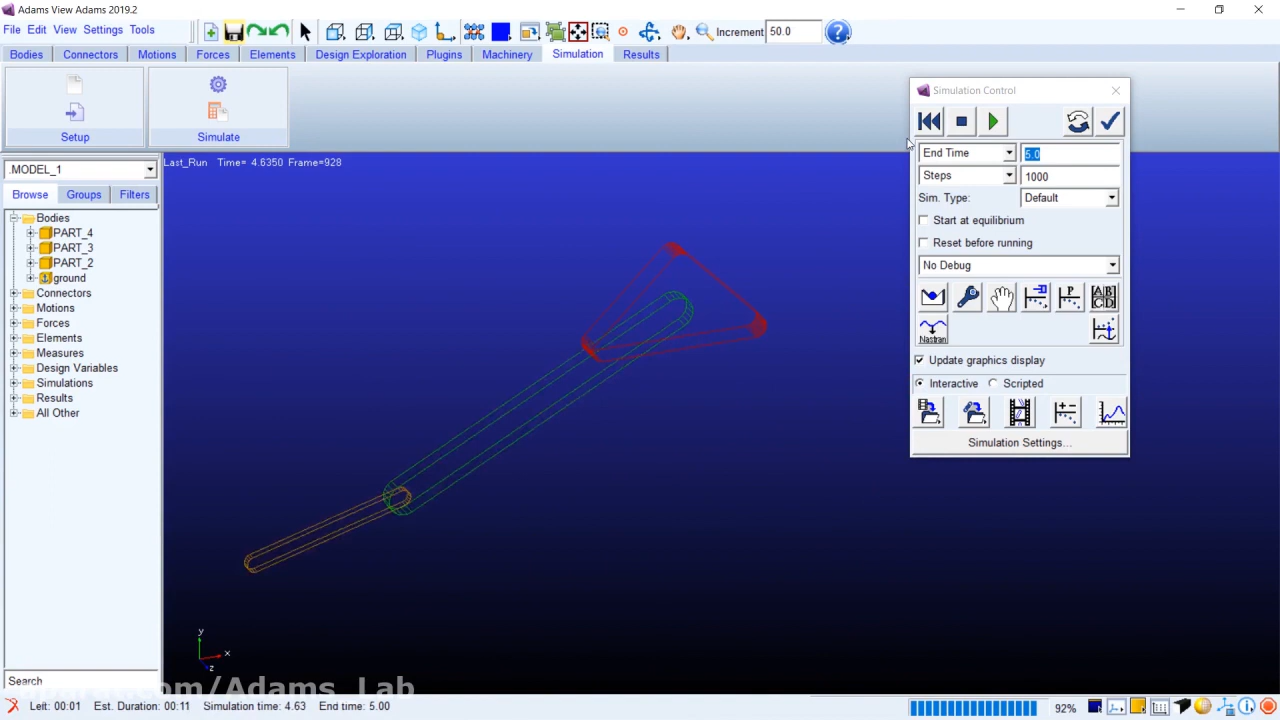 Adams View Adams 2019.2
File Edit View Settings Tools
Increment 50.0
Bodies Connectors Motions Forces Elements Design Exploration Plugins Machinery Simulation Results
Setup Simulate
Simulation Control
End Time 5.0
Steps 1000
Sim. Type: Default
Start at equilibrium
Reset before running
No Debug
P
A B
C D
Nastran
Update graphics display
Interactive Scripted
Simulation Settings...
.MODEL_1
Last_Run Time= 4.6350 Frame=928
Browse Groups Filters
Bodies
PART_4
PART_3
PART_2
ground
Connectors
Motions
Forces
Elements
Measures
Design Variables
Simulations
Results
All Other
y
x
z
Search
com/Adams_Lab
Left: 00:01 Est. Duration: 00:11 Simulation time: 4.63 End time: 5.00
92%